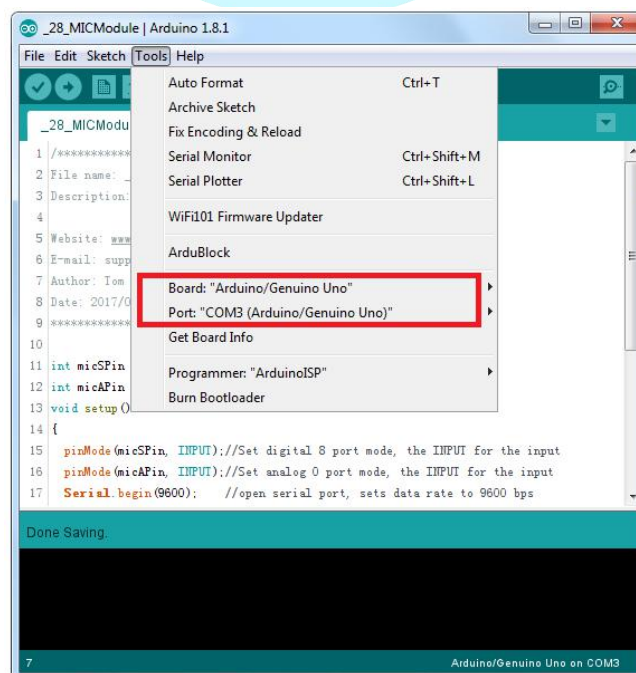 _28_MICModule | Arduino 1.8.1
File Edit Sketch Tools Help
Auto Format Ctrl+T
Archive Sketch
Fix Encoding & Reload
Serial Monitor Ctrl+Shift+M
Serial Plotter Ctrl+Shift+L
WiFi101 Firmware Updater
ArduBlock
Board: "Arduino/Genuino Uno"
Port: "COM3 (Arduino/Genuino Uno)"
Get Board Info
Programmer: "ArduinoISP"
Burn Bootloader
_28_MICModu
1 /***********
2 File name: _
3 Description:
4
5 Website: www
6 E-mail: supp
7 Author: Tom
8 Date: 2017/0
9 ************
10
11 int micSPin
12 int micAPin
13 void setup()
14 {
15 pinMode(micSPin, INPUT);//Set digital 8 port mode, the INPUT for the input
16 pinMode(micAPin, INPUT);//Set analog 0 port mode, the INPUT for the input
17 Serial.begin(9600); //open serial port, sets data rate to 9600 bps
Done Saving.
7 Arduino/Genuino Uno on COM3